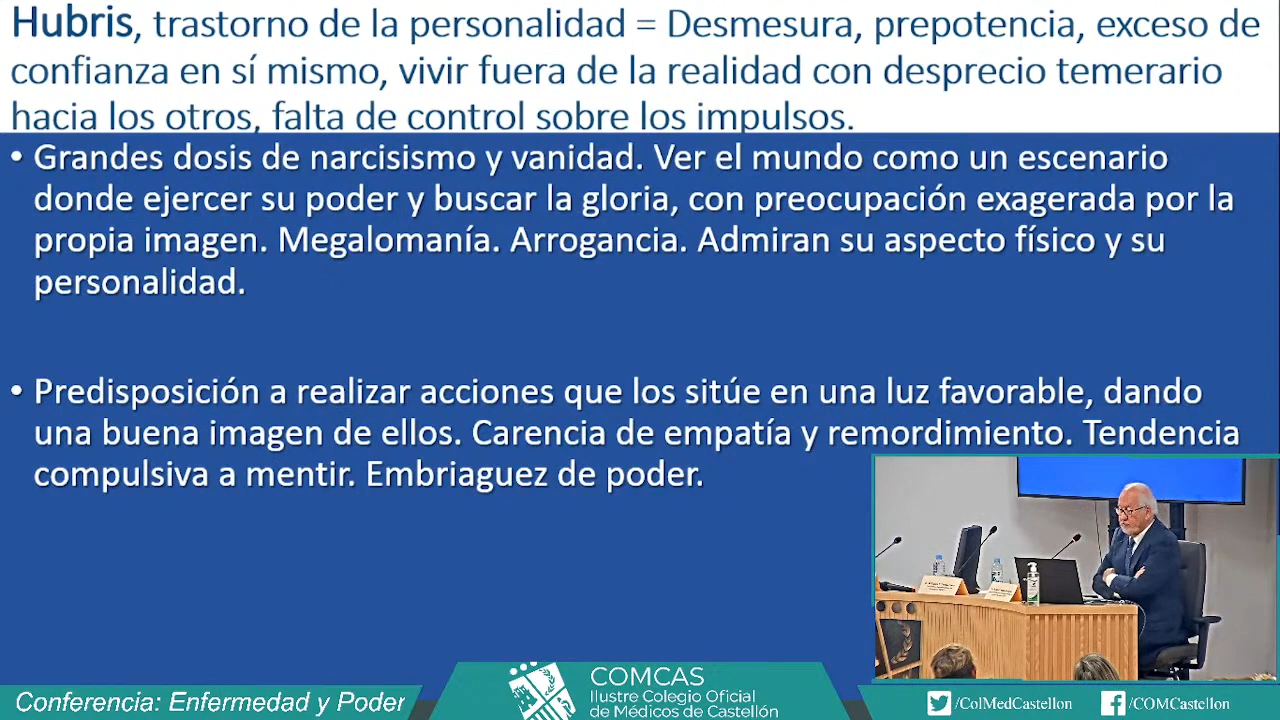 Hubris, trastorno de la personalidad = Desmesura, prepotencia, exceso de
confianza en sí mismo, vivir fuera de la realidad con desprecio temerario
hacia los otros, falta de control sobre los impulsos.
• Grandes dosis de narcisismo y vanidad. Ver el mundo como un escenario
donde ejercer su poder y buscar la gloria, con preocupación exagerada por la
propia imagen. Megalomanía. Arrogancia. Admiran su aspecto físico y su
personalidad.
• Predisposición a realizar acciones que los sitúe en una luz favorable, dando
una buena imagen de ellos. Carencia de empatía y remordimiento. Tendencia
compulsiva a mentir. Embriaguez de poder.
Conferencia: Enfermedad y Poder
COMCAS
Ilustre Colegio Oficial
de Médicos de Castellón
/ColMedCastellon
/COMCastellon